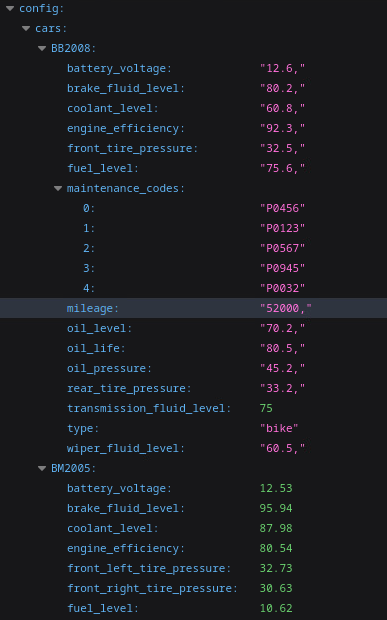 config:
cars:
BB2008:
battery_voltage: "12.6,"
brake_fluid_level: "80.2,"
coolant_level: "60.8,"
engine_efficiency: "92.3,"
front_tire_pressure: "32.5,"
fuel_level: "75.6,"
maintenance_codes:
0: "P0456"
1: "P0123"
2: "P0567"
3: "P0945"
4: "P0032"
mileage: "52000,"
oil_level: "70.2,"
oil_life: "80.5,"
oil_pressure: "45.2,"
rear_tire_pressure: "33.2,"
transmission_fluid_level: 75
type: "bike"
wiper_fluid_level: "60.5,"
BM2005:
battery_voltage: 12.53
brake_fluid_level: 95.94
coolant_level: 87.98
engine_efficiency: 80.54
front_left_tire_pressure: 32.73
front_right_tire_pressure: 30.63
fuel_level: 10.62